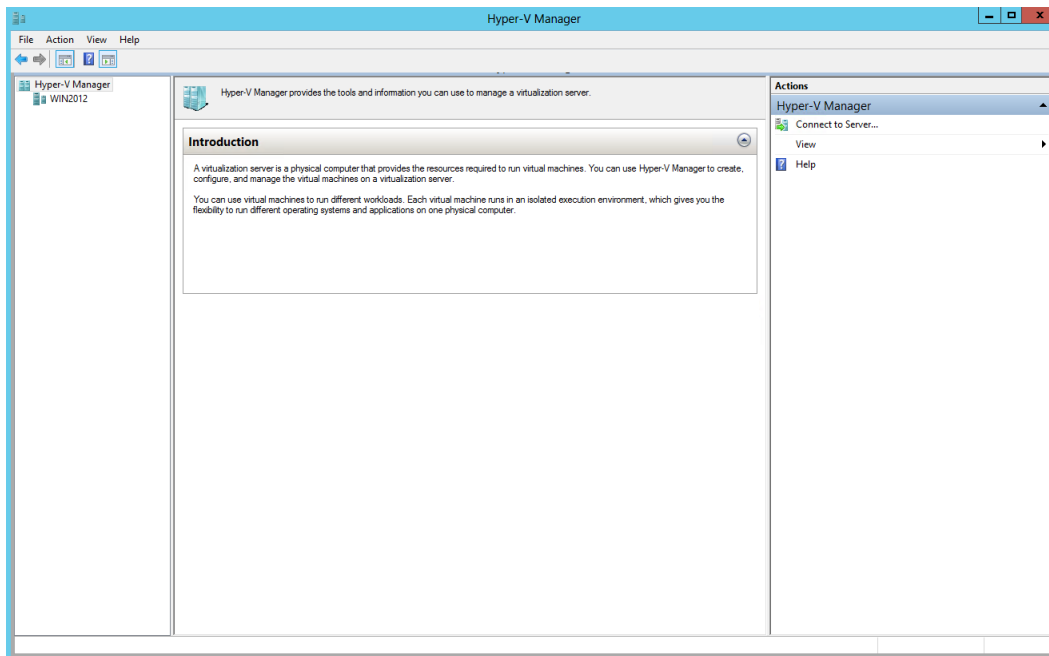 Hyper-V Manager
File Action View Help
Hyper-V Manager
WIN2012
Hyper-V Manager provides the tools and information you can use to manage a virtualization server.
Introduction
A virtualization server is a physical computer that provides the resources required to run virtual machines. You can use Hyper-V Manager to create,
configure, and manage the virtual machines on a virtualization server.
You can use virtual machines to run different workloads. Each virtual machine runs in an isolated execution environment, which gives you the
flexibility to run different operating systems and applications on one physical computer.
Actions
Hyper-V Manager
Connect to Server...
View
Help